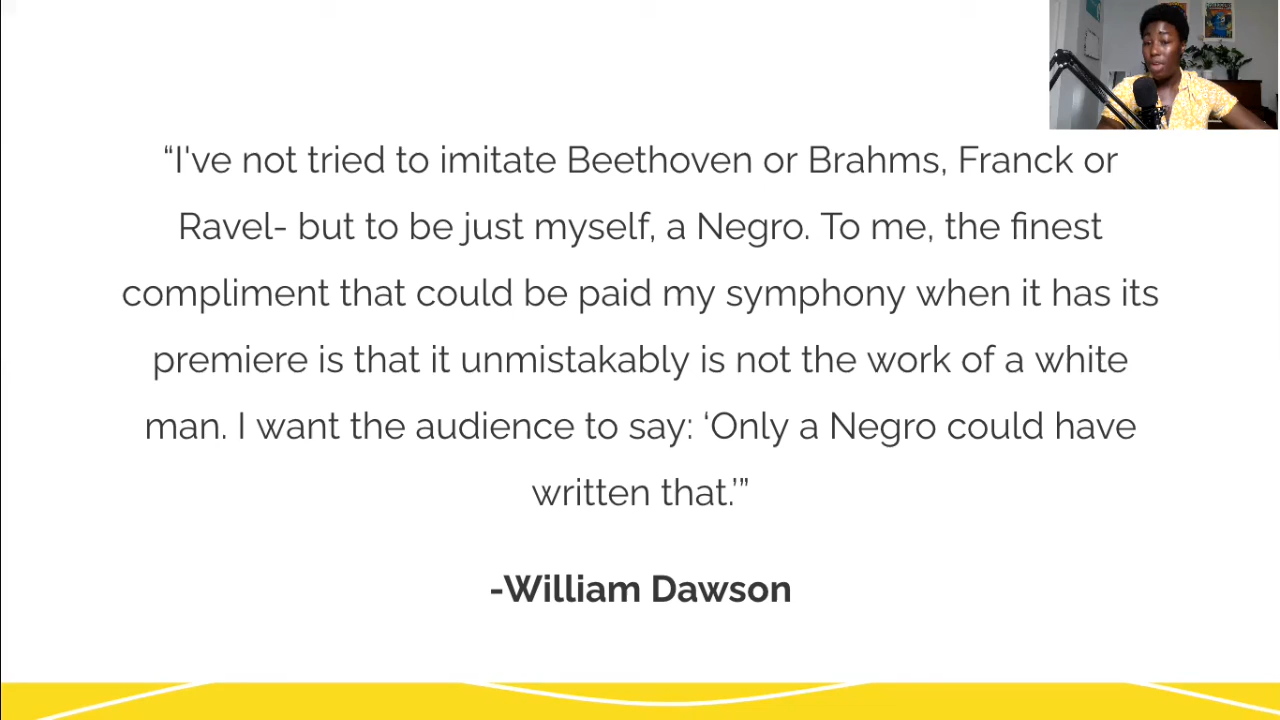 “I've not tried to imitate Beethoven or Brahms, Franck or
Ravel- but to be just myself, a Negro. To me, the finest
compliment that could be paid my symphony when it has its
premiere is that it unmistakably is not the work of a white
man. I want the audience to say: ‘Only a Negro could have
written that.’”
-William Dawson